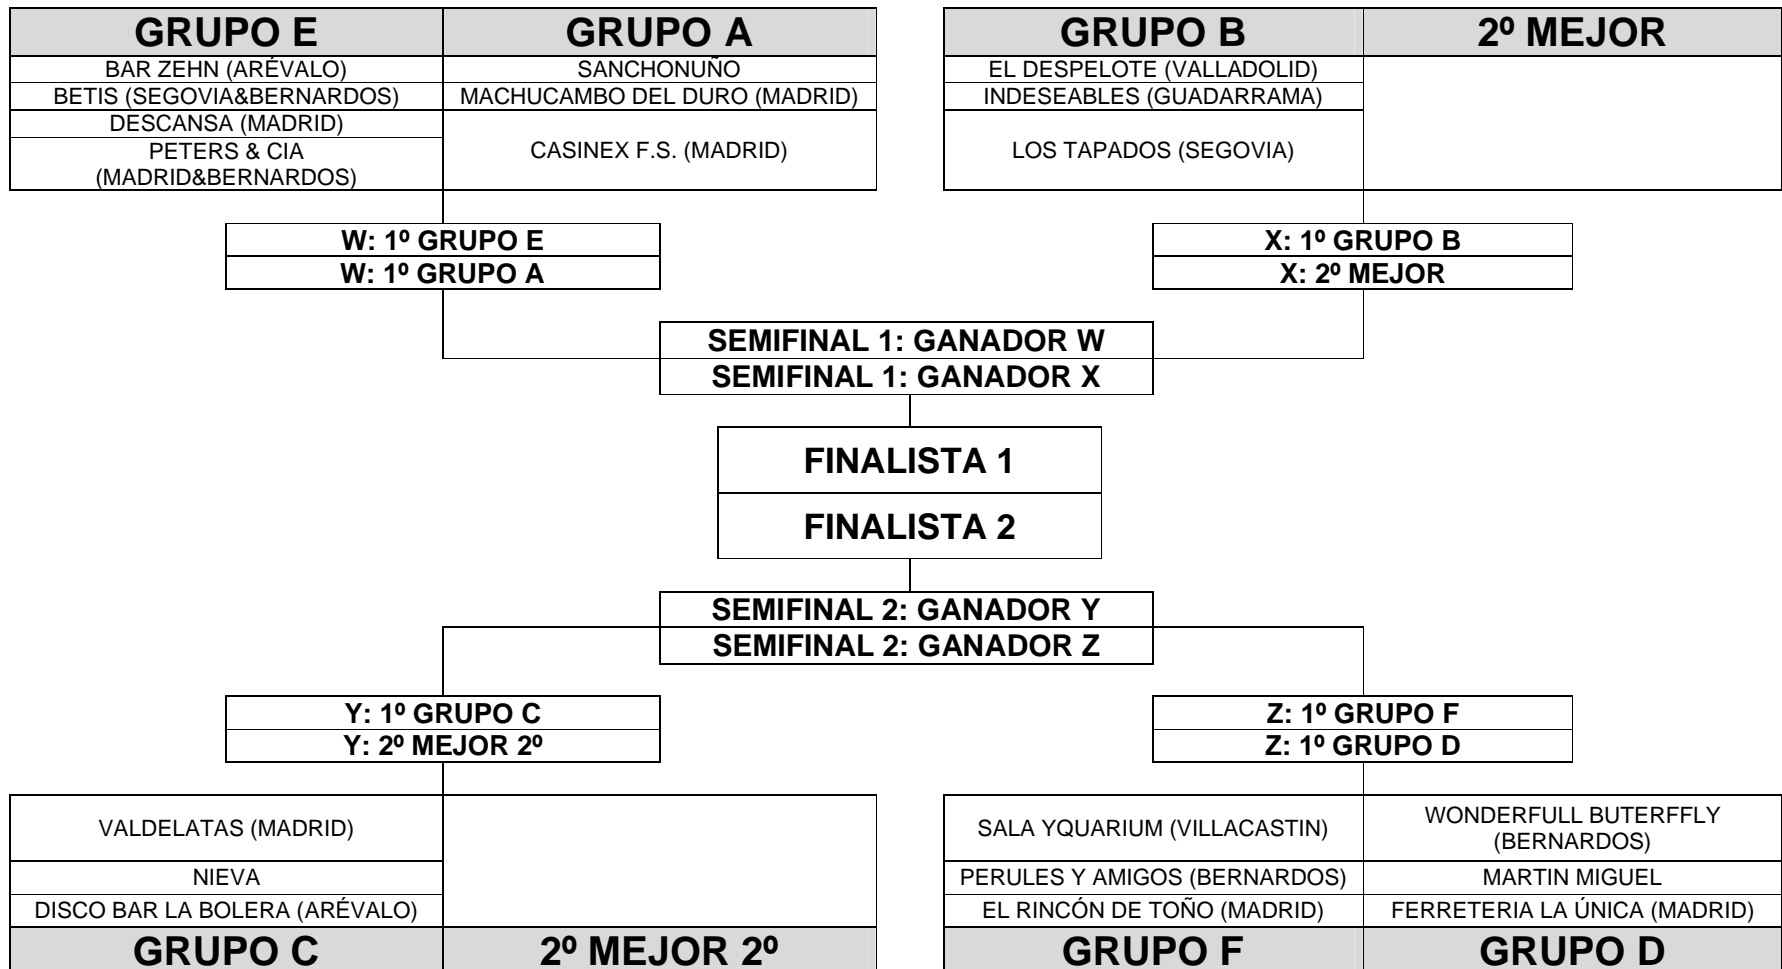 GRUPO E
GRUPO A
GRUPO B
2º MEJOR
BAR ZEHN (ARÉVALO)
SANCHONUÑO
EL DESPELOTE (VALLADOLID)
BETIS (SEGOVIA&BERNARDOS)
MACHUCAMBO DEL DURO (MADRID)
INDESEABLES (GUADARRAMA)
DESCANSA (MADRID)
PETERS & CIA
(MADRID&BERNARDOS)
CASINEX F.S. (MADRID)
LOS TAPADOS (SEGOVIA)
W: 1º GRUPO E
W: 1º GRUPO A
X: 1º GRUPO B
X: 2º MEJOR
SEMIFINAL 1: GANADOR W
SEMIFINAL 1: GANADOR X
FINALISTA 1
FINALISTA 2
SEMIFINAL 2: GANADOR Y
SEMIFINAL 2: GANADOR Z
Y: 1º GRUPO C
Y: 2º MEJOR 2º
Z: 1º GRUPO F
Z: 1º GRUPO D
VALDELATAS (MADRID)
SALA YQUARIUM (VILLACASTIN)
WONDERFULL BUTERFFLY
(BERNARDOS)
NIEVA
PERULES Y AMIGOS (BERNARDOS)
MARTIN MIGUEL
DISCO BAR LA BOLERA (ARÉVALO)
EL RINCÓN DE TOÑO (MADRID)
FERRETERIA LA ÚNICA (MADRID)
GRUPO C
2º MEJOR 2º
GRUPO F
GRUPO D